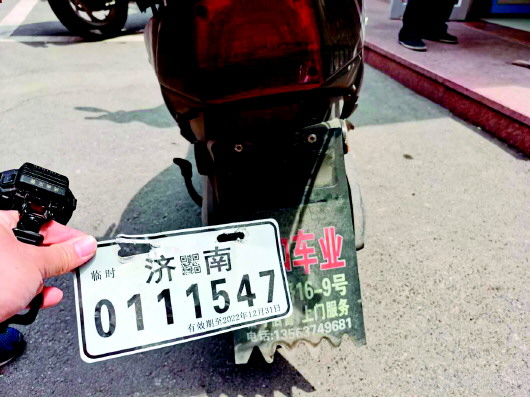 临时 济南
0111547
有效期至2022年12月31日
车业
16-9号
上门服务